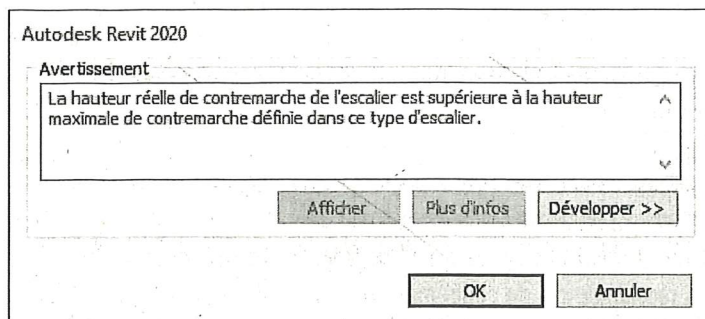 Autodesk Revit 2020
Avertissement
La hauteur réelle de contremarche de l'escalier est supérieure à la hauteur
maximale de contremarche définie dans ce type d'escalier.
Afficher
Plus d'infos
Développer >>
OK
Annuler